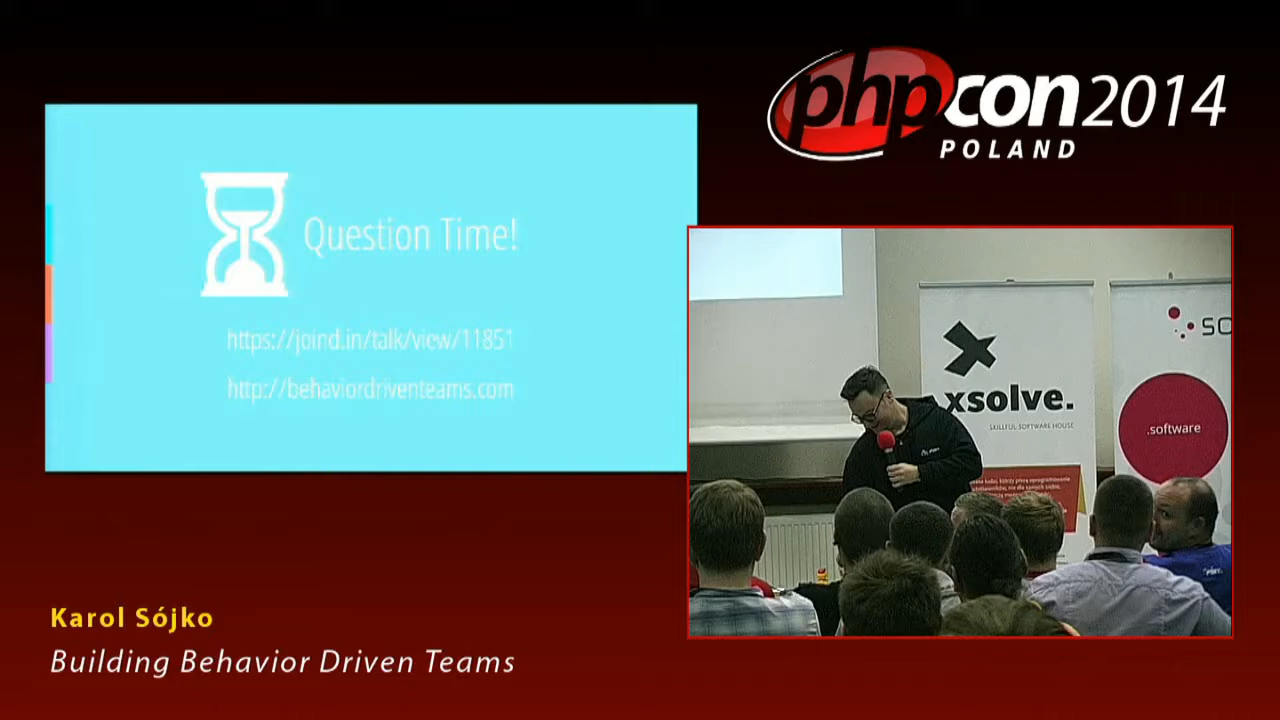 phpcon2014
POLAND
Question Time!
https://joind.in/talk/view/11851
http://behaviordriventeams.com
xsolve.
SKILLFUL SOFTWARE HOUSE
SO
.software
Karol Sójko
Building Behavior Driven Teams